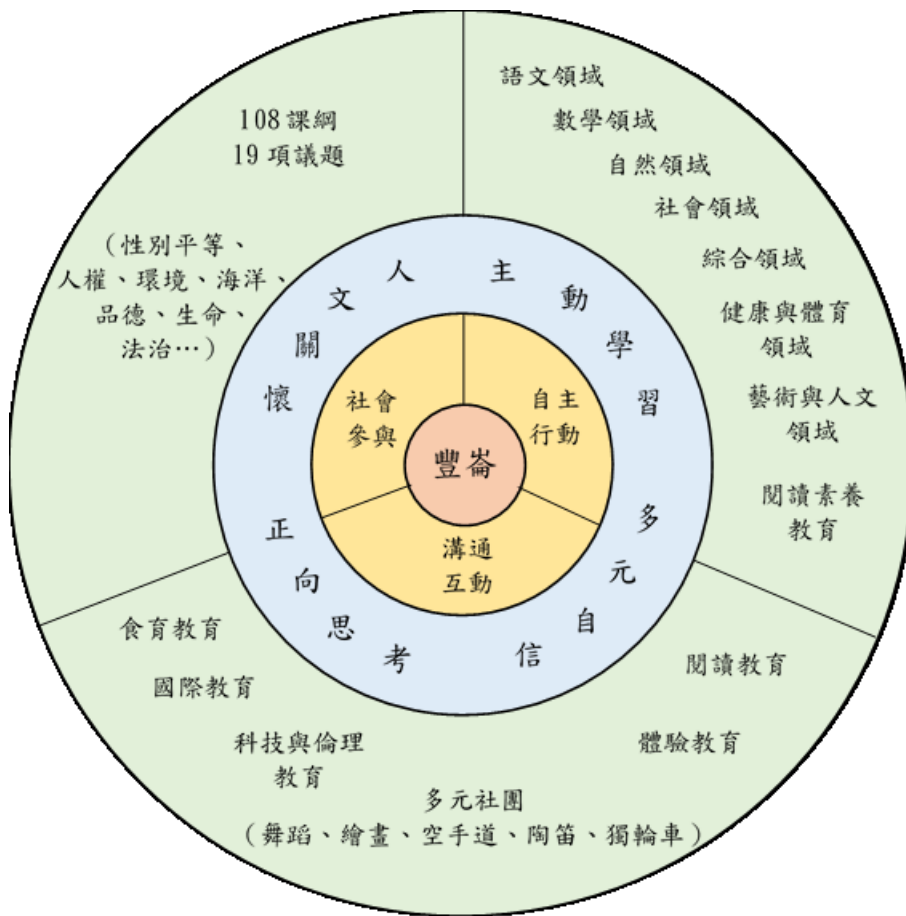 108 課綱
19 項議題
（性別平等、
人權、環境、海洋、
品德、生命、
法治…）
語文領域
數學領域
自然領域
社會領域
綜合領域
健康與體育
領域
藝術與人文
領域
閱讀素養
教育
人文關懷
主動學習
多元自信
正向思考
社會
參與
自主
行動
豐崙
溝通
互動
食育教育
國際教育
科技與倫理
教育
閱讀教育
體驗教育
多元社團
（舞蹈、繪畫、空手道、陶笛、獨輪車）